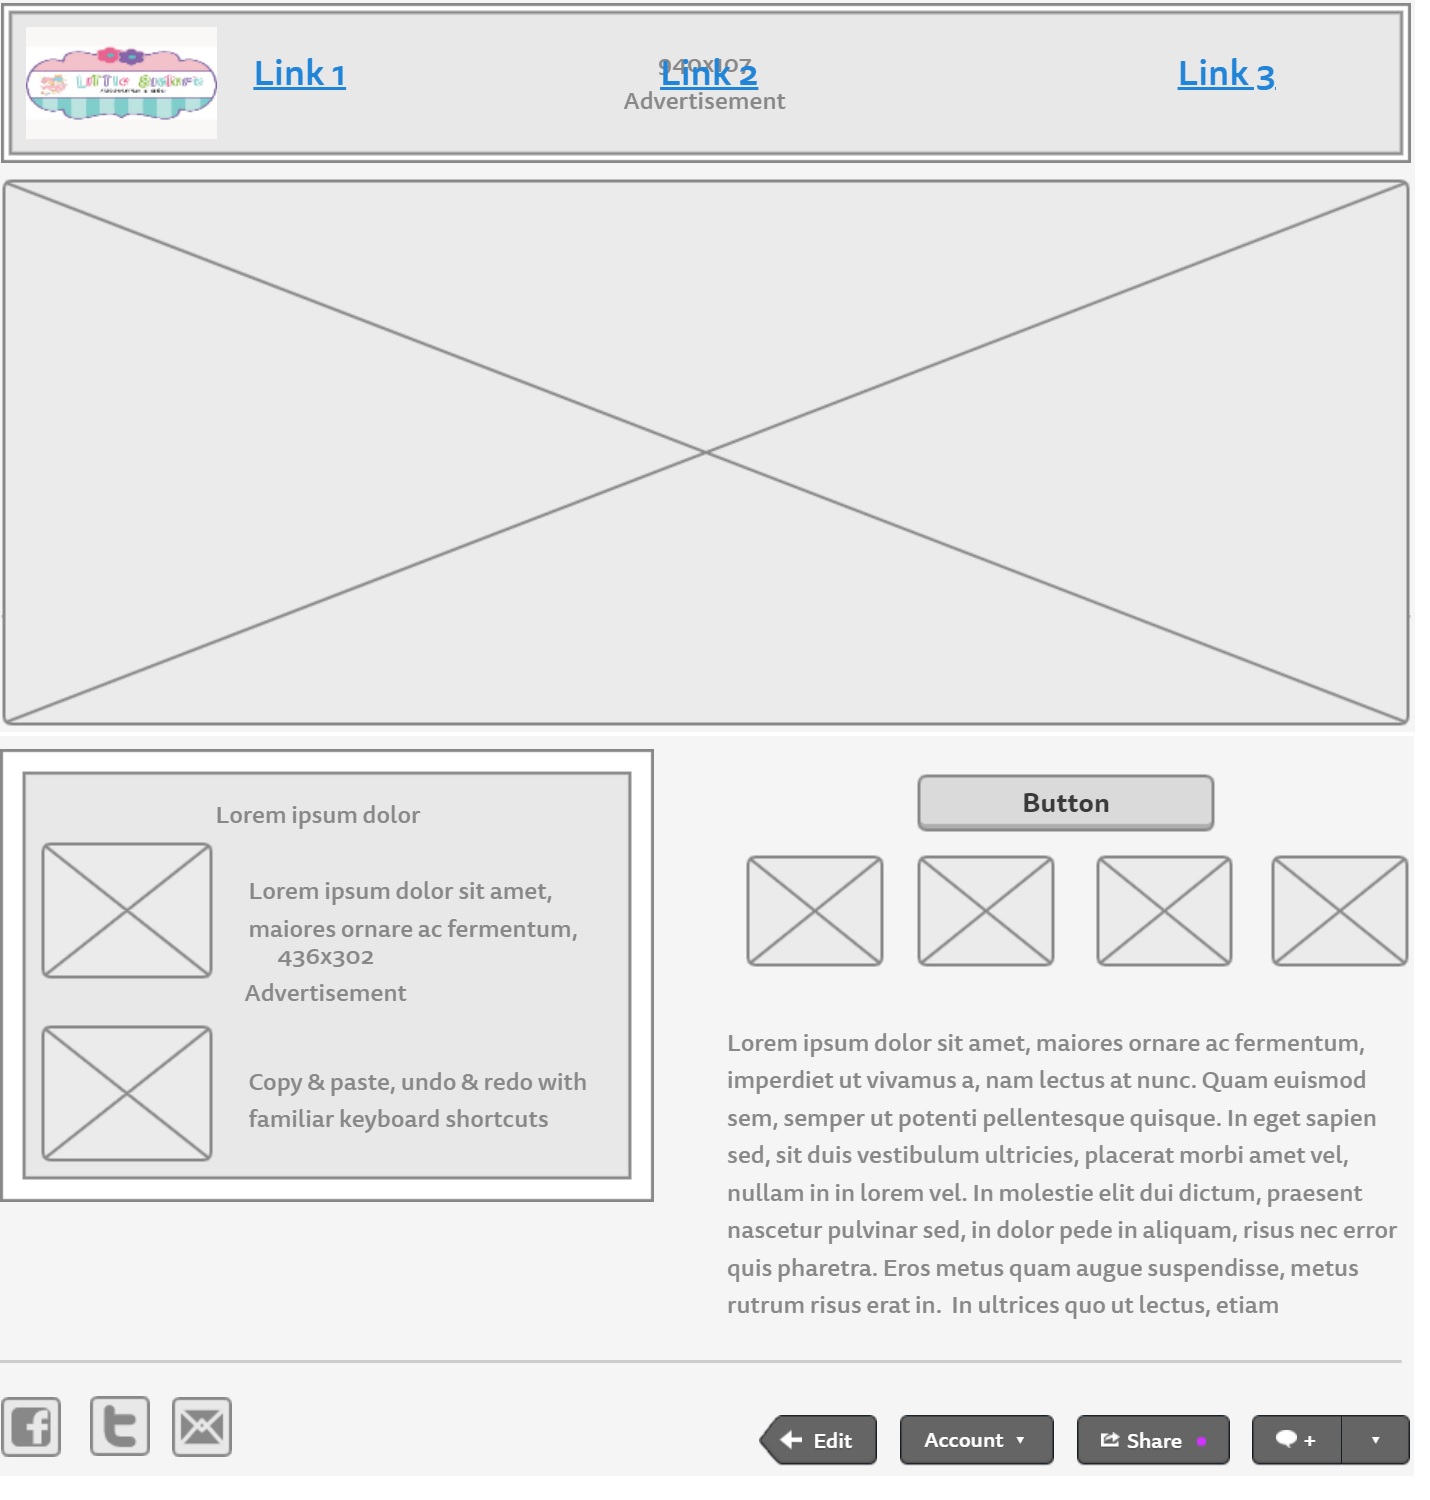 LiTTle Sisters
Link 1
940x107
Link 2
Advertisement
Link 3
Lorem ipsum dolor
Lorem ipsum dolor sit amet,
maiores ornare ac fermentum,
436x302
Advertisement
Copy & paste, undo & redo with
familiar keyboard shortcuts
Button
Lorem ipsum dolor sit amet, maiores ornare ac fermentum,
imperdiet ut vivamus a, nam lectus at nunc. Quam euismod
sem, semper ut potenti pellentesque quisque. In eget sapien
sed, sit duis vestibulum ultricies, placerat morbi amet vel,
nullam in in lorem vel. In molestie elit dui dictum, praesent
nascetur pulvinar sed, in dolor pede in aliquam, risus nec error
quis pharetra. Eros metus quam augue suspendisse, metus
rutrum risus erat in.  In ultrices quo ut lectus, etiam
Edit
Account
Share
+